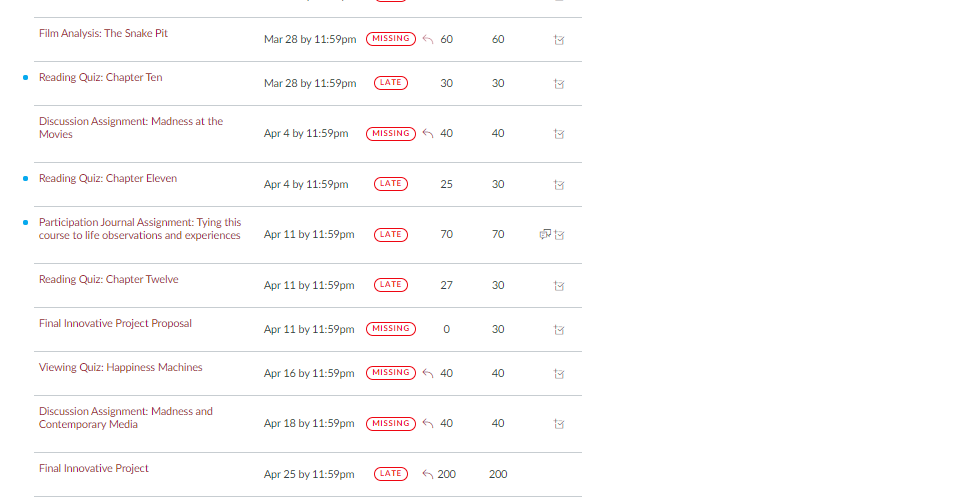 Film Analysis: The Snake Pit
Mar 28 by 11:59pm MISSING 60 60
Reading Quiz: Chapter Ten
Mar 28 by 11:59pm LATE 30 30
Discussion Assignment: Madness at the
Movies
Apr 4 by 11:59pm MISSING 40 40
Reading Quiz: Chapter Eleven
Apr 4 by 11:59pm LATE 25 30
Participation Journal Assignment: Tying this
course to life observations and experiences
Apr 11 by 11:59pm LATE 70 70
Reading Quiz: Chapter Twelve
Apr 11 by 11:59pm LATE 27 30
Final Innovative Project Proposal
Apr 11 by 11:59pm MISSING 0 30
Viewing Quiz: Happiness Machines
Apr 16 by 11:59pm MISSING 40 40
Discussion Assignment: Madness and
Contemporary Media
Apr 18 by 11:59pm MISSING 40 40
Final Innovative Project
Apr 25 by 11:59pm LATE 200 200